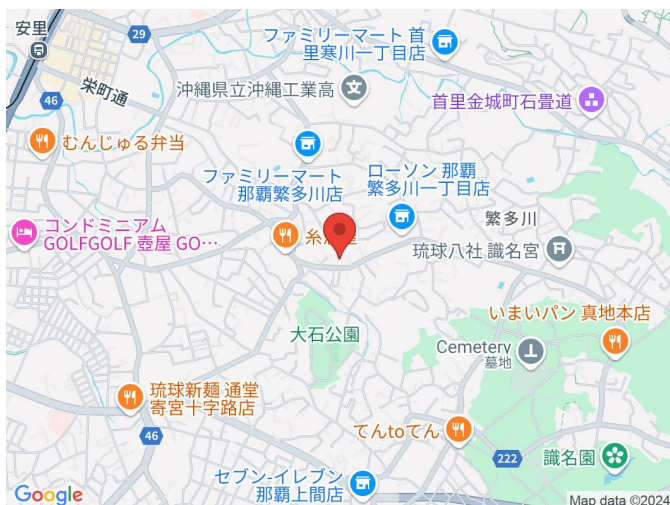 安里
29
ファミリーマート 首
里寒川一丁目店
46
栄町通
沖縄県立沖縄工業高
首里金城町石畳道
むんじゅる弁当
ファミリーマート
那覇繁多川店
ローソン 那覇
繁多川一丁目店
コンドミニアム
GOLFGOLF 壺屋 GO…
繁多川
琉球八社 識名宮
大石公園
いまいパン 真地本店
Cemetery
墓地
琉球新麺 通堂
寄宮十字路店
46
てんtoてん
222
識名園
セブン-イレブン
那覇上間店
Google
Map data ©2024